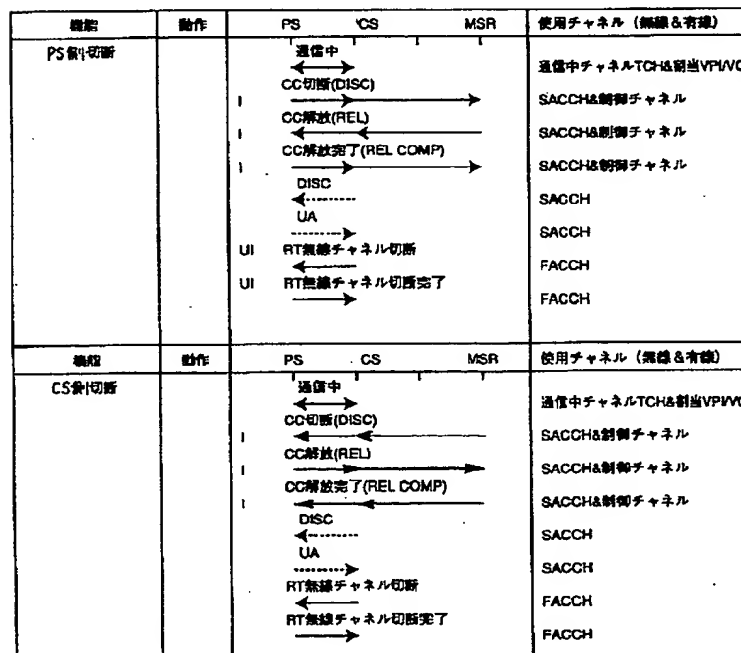 機能 動作 PS CS MSR 使用チャネル（無線&有線）
PS側切断
通信中 通信中チャネルTCH&割当VPI/VC
CC切断(DISC)
I SACCH&制御チャネル
CC解放(REL)
I SACCH&制御チャネル
CC解放完了(REL COMP)
I SACCH&制御チャネル
DISC
SACCH
UA
SACCH
UI RT無線チャネル切断
FACCH
UI RT無線チャネル切断完了
FACCH
機能 動作 PS CS MSR 使用チャネル（無線&有線）
CS側切断
通信中 通信中チャネルTCH&割当VPI/VC
CC切断(DISC)
I SACCH&制御チャネル
CC解放(REL)
I SACCH&制御チャネル
CC解放完了(REL COMP)
I SACCH&制御チャネル
DISC
SACCH
UA
SACCH
RT無線チャネル切断
FACCH
RT無線チャネル切断完了
FACCH